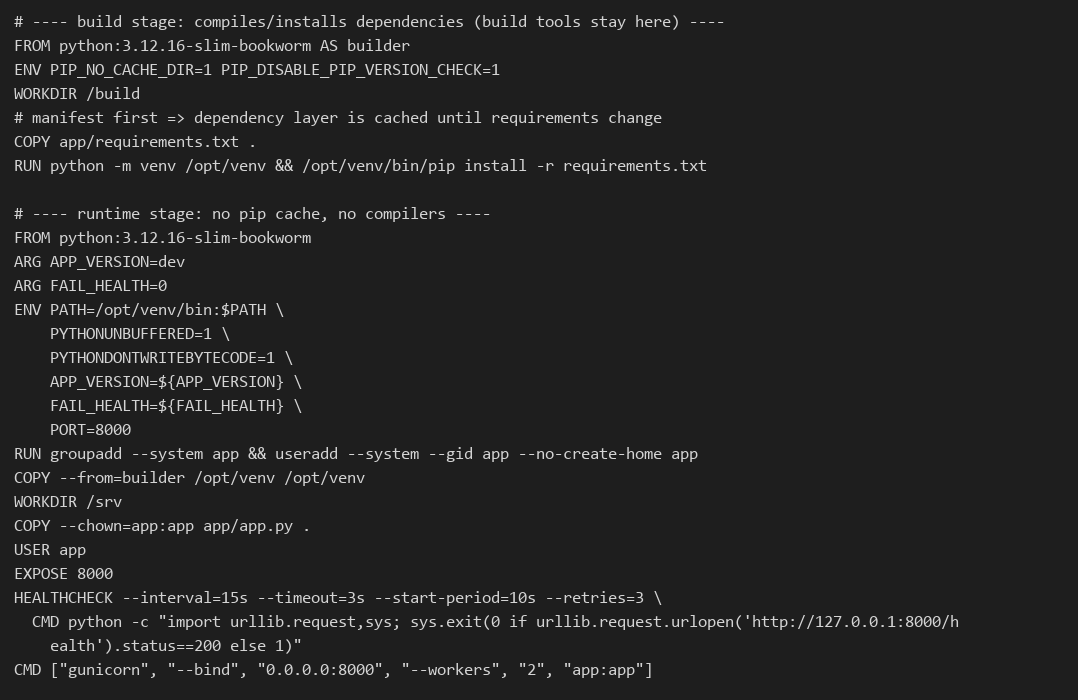 # ---- build stage: compiles/installs dependencies (build tools stay here) ----
FROM python:3.12.16-slim-bookworm AS builder
ENV PIP_NO_CACHE_DIR=1 PIP_DISABLE_PIP_VERSION_CHECK=1
WORKDIR /build
# manifest first => dependency layer is cached until requirements change
COPY app/requirements.txt .
RUN python -m venv /opt/venv && /opt/venv/bin/pip install -r requirements.txt

# ---- runtime stage: no pip cache, no compilers ----
FROM python:3.12.16-slim-bookworm
ARG APP_VERSION=dev
ARG FAIL_HEALTH=0
ENV PATH=/opt/venv/bin:$PATH \
    PYTHONUNBUFFERED=1 \
    PYTHONDONTWRITEBYTECODE=1 \
    APP_VERSION=${APP_VERSION} \
    FAIL_HEALTH=${FAIL_HEALTH} \
    PORT=8000
RUN groupadd --system app && useradd --system --gid app --no-create-home app
COPY --from=builder /opt/venv /opt/venv
WORKDIR /srv
COPY --chown=app:app app/app.py .
USER app
EXPOSE 8000
HEALTHCHECK --interval=15s --timeout=3s --start-period=10s --retries=3 \
  CMD python -c "import urllib.request,sys; sys.exit(0 if urllib.request.urlopen('http://127.0.0.1:8000/h
    ealth').status==200 else 1)"
CMD ["gunicorn", "--bind", "0.0.0.0:8000", "--workers", "2", "app:app"]